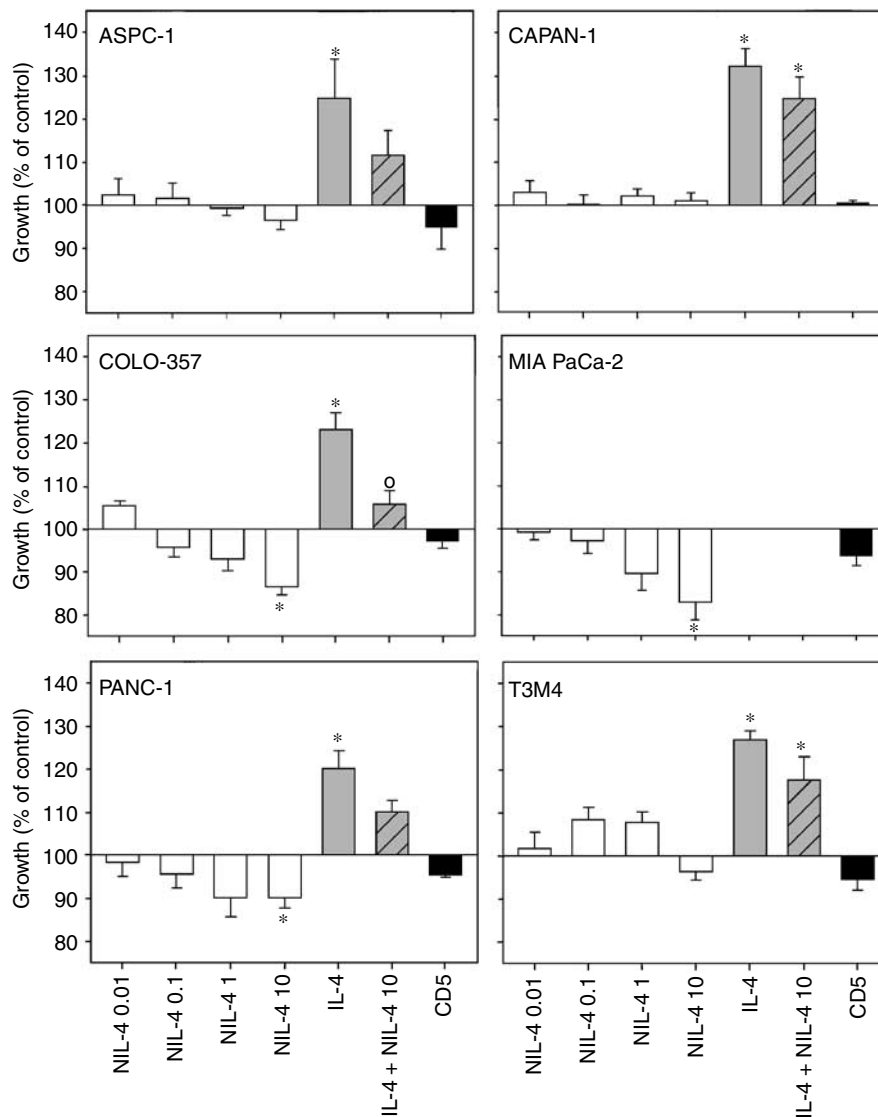 ASPC-1
CAPAN-1
Growth (% of control)
140
130
120
110
100
90
80
*
*
*
COLO-357
MIA PaCa-2
Growth (% of control)
140
130
120
110
100
90
80
*
o
*
*
PANC-1
T3M4
Growth (% of control)
140
130
120
110
100
90
80
*
*
*
*
NIL-4 0.01
NIL-4 0.1
NIL-4 1
NIL-4 10
IL-4
IL-4 + NIL-4 10
CD5
NIL-4 0.01
NIL-4 0.1
NIL-4 1
NIL-4 10
IL-4
IL-4 + NIL-4 10
CD5